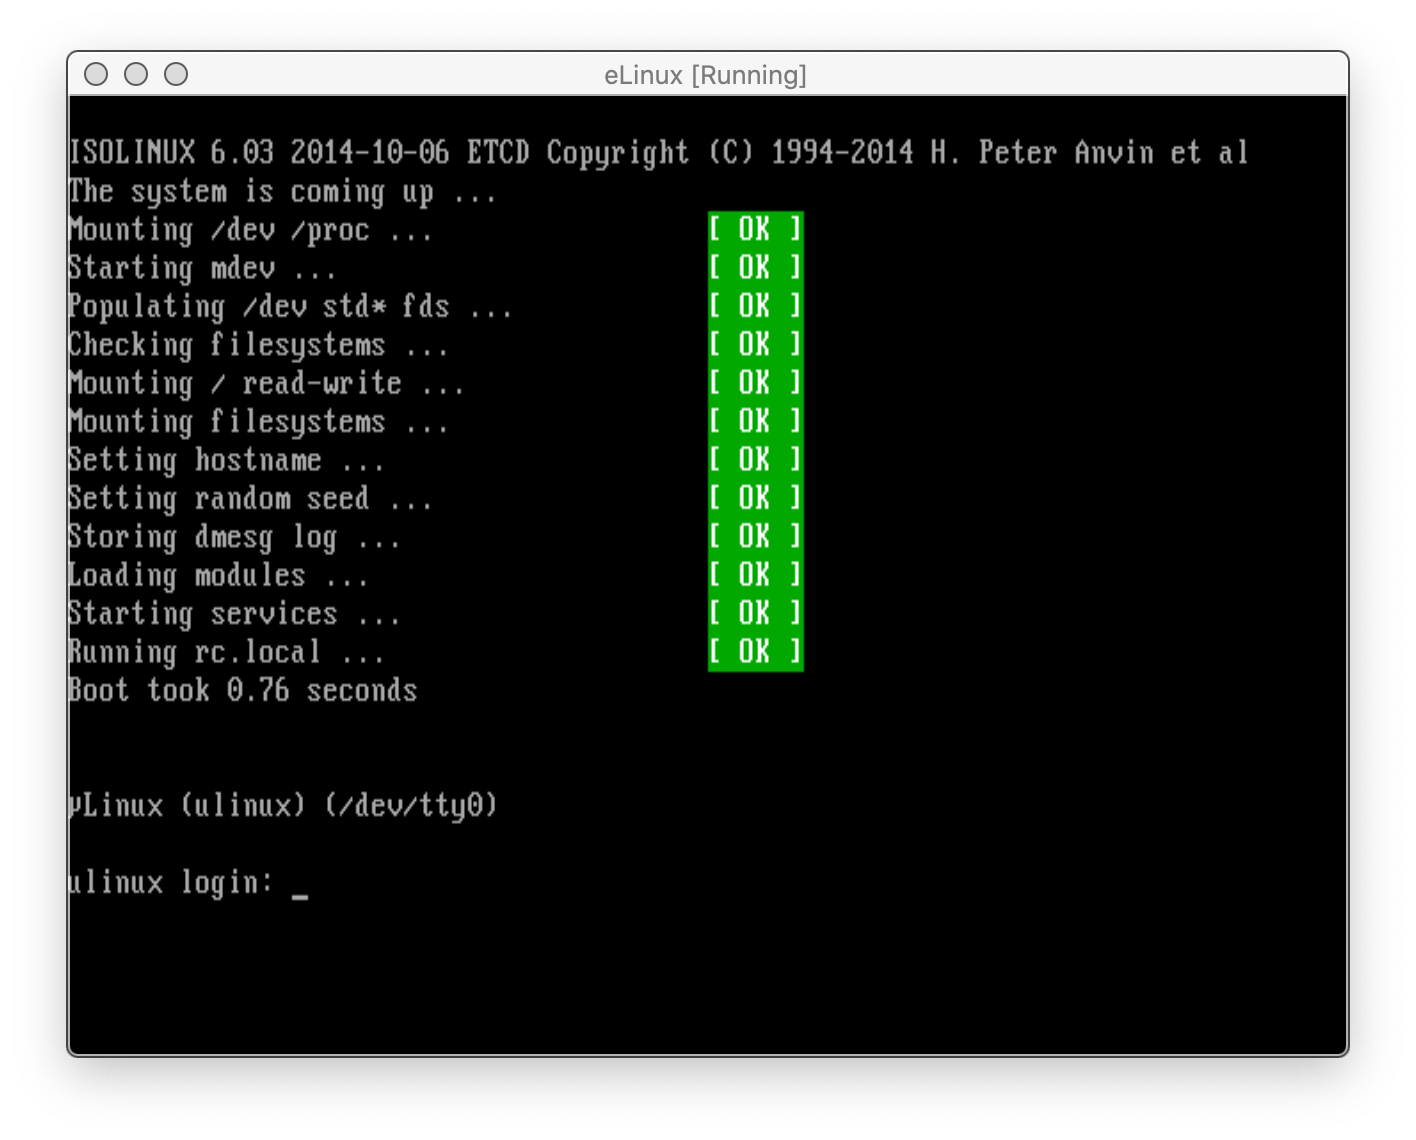 eLinux [Running]
ISOLINUX 6.03 2014-10-06 ETCD Copyright (C) 1994-2014 H. Peter Anvin et al
The system is coming up ...
Mounting /dev /proc ... [ OK ]
Starting mdev ... [ OK ]
Populating /dev std* fds ... [ OK ]
Checking filesystems ... [ OK ]
Mounting / read-write ... [ OK ]
Mounting filesystems ... [ OK ]
Setting hostname ... [ OK ]
Setting random seed ... [ OK ]
Storing dmesg log ... [ OK ]
Loading modules ... [ OK ]
Starting services ... [ OK ]
Running rc.local ... [ OK ]
Boot took 0.76 seconds
µLinux (ulinux) (/dev/tty0)
ulinux login: _